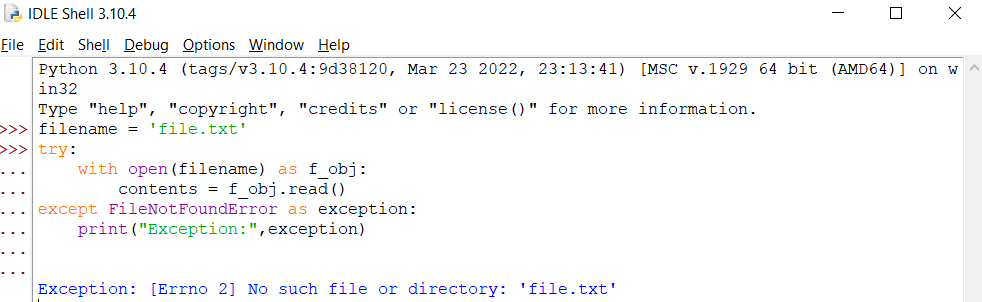 IDLE Shell 3.10.4
File Edit Shell Debug Options Window Help
Python 3.10.4 (tags/v3.10.4:9d38120, Mar 23 2022, 23:13:41) [MSC v.1929 64 bit (AMD64)] on w
in32
Type "help", "copyright", "credits" or "license()" for more information.
>>> filename = 'file.txt'
>>> try:
...     with open(filename) as f_obj:
...         contents = f_obj.read()
... except FileNotFoundError as exception:
...     print("Exception:",exception)
...
...
Exception: [Errno 2] No such file or directory: 'file.txt'